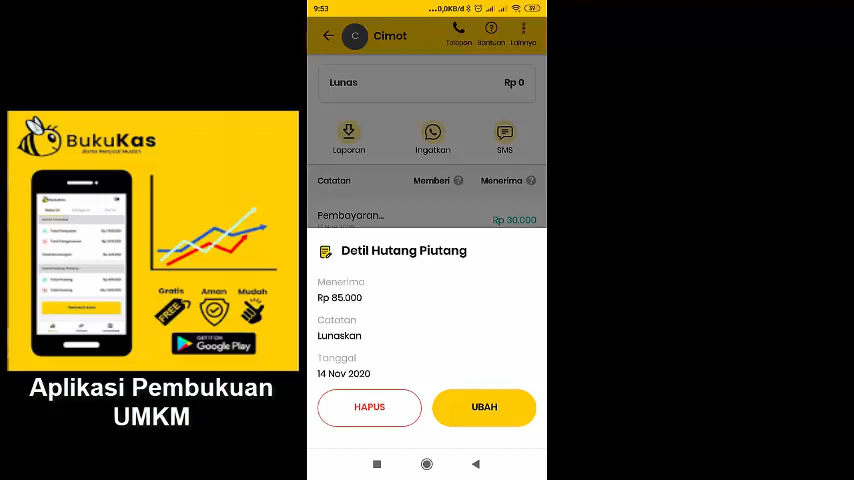 BukuKas
Gratis
Aman
Mudah
FREE
GET IT ON
Google Play
Aplikasi Pembukuan
UMKM
9:53
...0,0KB/d
39
C
Cimot
Telepon
Bantuan
Lainnya
Lunas
Rp 0
Laporan
Ingatkan
SMS
Catatan
Memberi ?
Menerima ?
Pembayaran...
Rp 30.000
Detil Hutang Piutang
Menerima
Rp 85.000
Catatan
Lunaskan
Tanggal
14 Nov 2020
HAPUS
UBAH